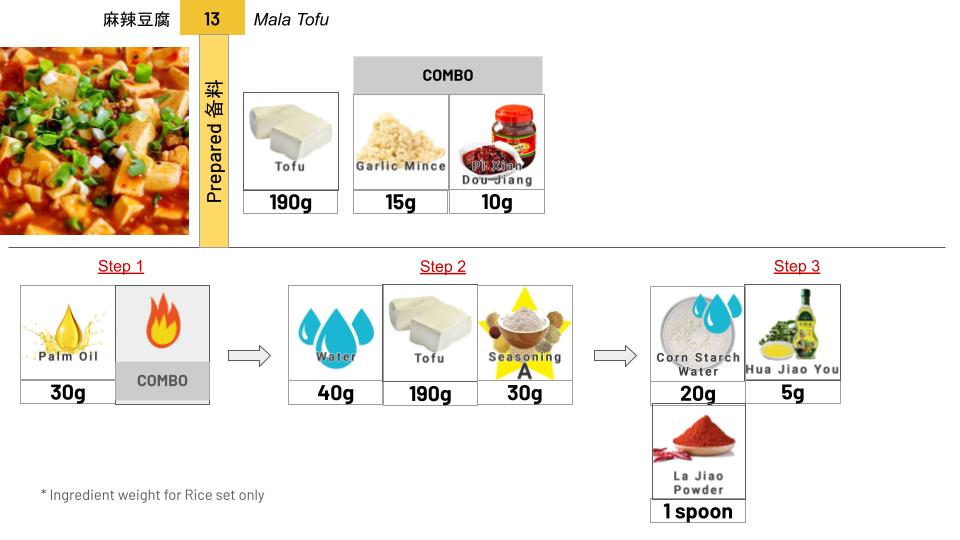 麻辣豆腐
13
Mala Tofu
Prepared 备料
COMBO
Tofu
Garlic Mince
Pi Xian
Dou Jiang
190g
15g
10g
Step 1
Step 2
Step 3
Palm Oil
COMBO
30g
Water
Tofu
Seasoning
A
40g
190g
30g
Corn Starch
Water
Hua Jiao You
20g
5g
La Jiao
Powder
1 spoon
* Ingredient weight for Rice set only